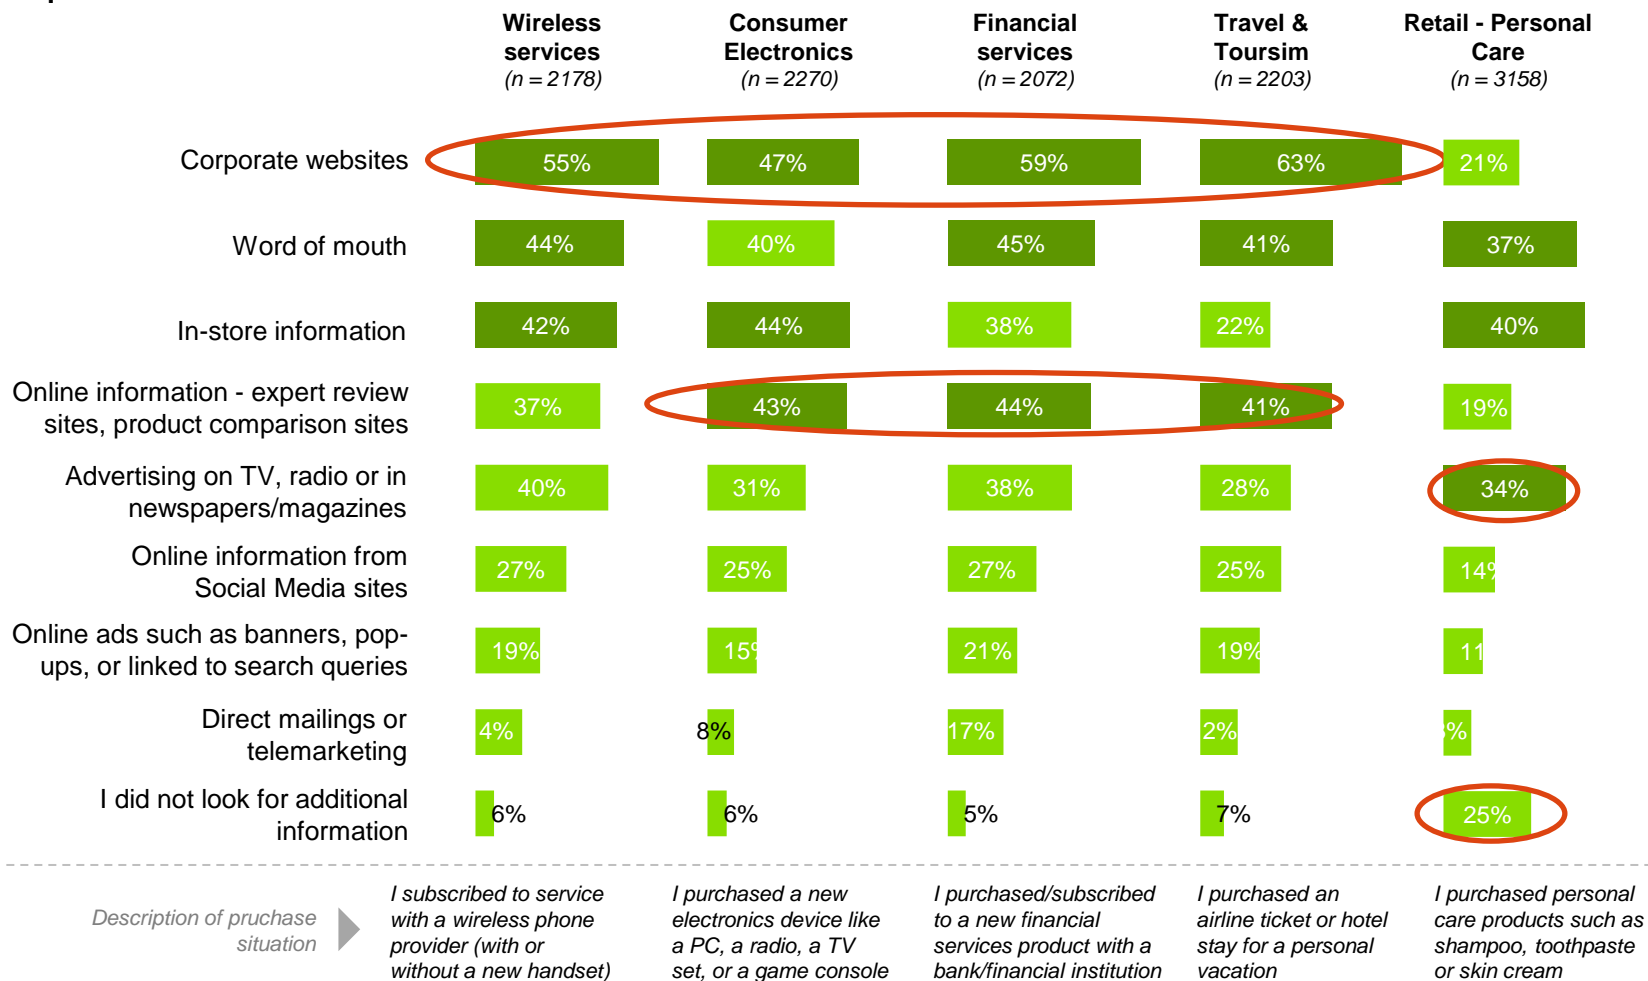 Wireless services
(n = 2178)
Consumer Electronics
(n = 2270)
Financial services
(n = 2072)
Travel & Toursim
(n = 2203)
Retail - Personal Care
(n = 3158)
Corporate websites
55% 47% 59% 63% 21%
Word of mouth
44% 40% 45% 41% 37%
In-store information
42% 44% 38% 22% 40%
Online information - expert review
sites, product comparison sites
37% 43% 44% 41% 19%
Advertising on TV, radio or in
newspapers/magazines
40% 31% 38% 28% 34%
Online information from
Social Media sites
27% 25% 27% 25% 14%
Online ads such as banners, pop-
ups, or linked to search queries
19% 15% 21% 19% 11
Direct mailings or
telemarketing
4% 8% 17% 2%
I did not look for additional
information
6% 6% 5% 7% 25%
Description of pruchase
situation
I subscribed to service
with a wireless phone
provider (with or
without a new handset)
I purchased a new
electronics device like
a PC, a radio, a TV
set, or a game console
I purchased/subscribed
to a new financial
services product with a
bank/financial institution
I purchased an
airline ticket or hotel
stay for a personal
vacation
I purchased personal
care products such as
shampoo, toothpaste
or skin cream